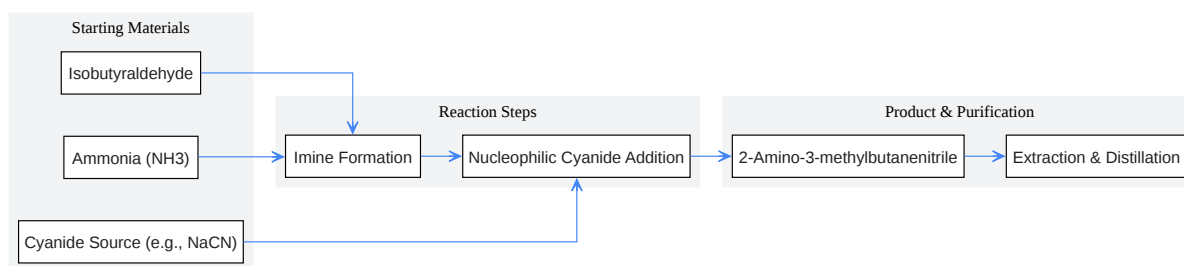 Starting Materials
Isobutyraldehyde
Ammonia (NH3)
Cyanide Source (e.g., NaCN)
Reaction Steps
Imine Formation
Nucleophilic Cyanide Addition
Product & Purification
2-Amino-3-methylbutanenitrile
Extraction & Distillation